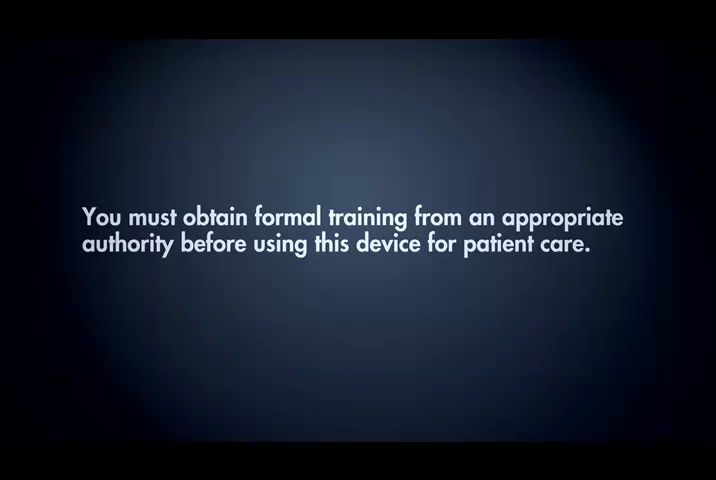 You must obtain formal training from an appropriate
authority before using this device for patient care.